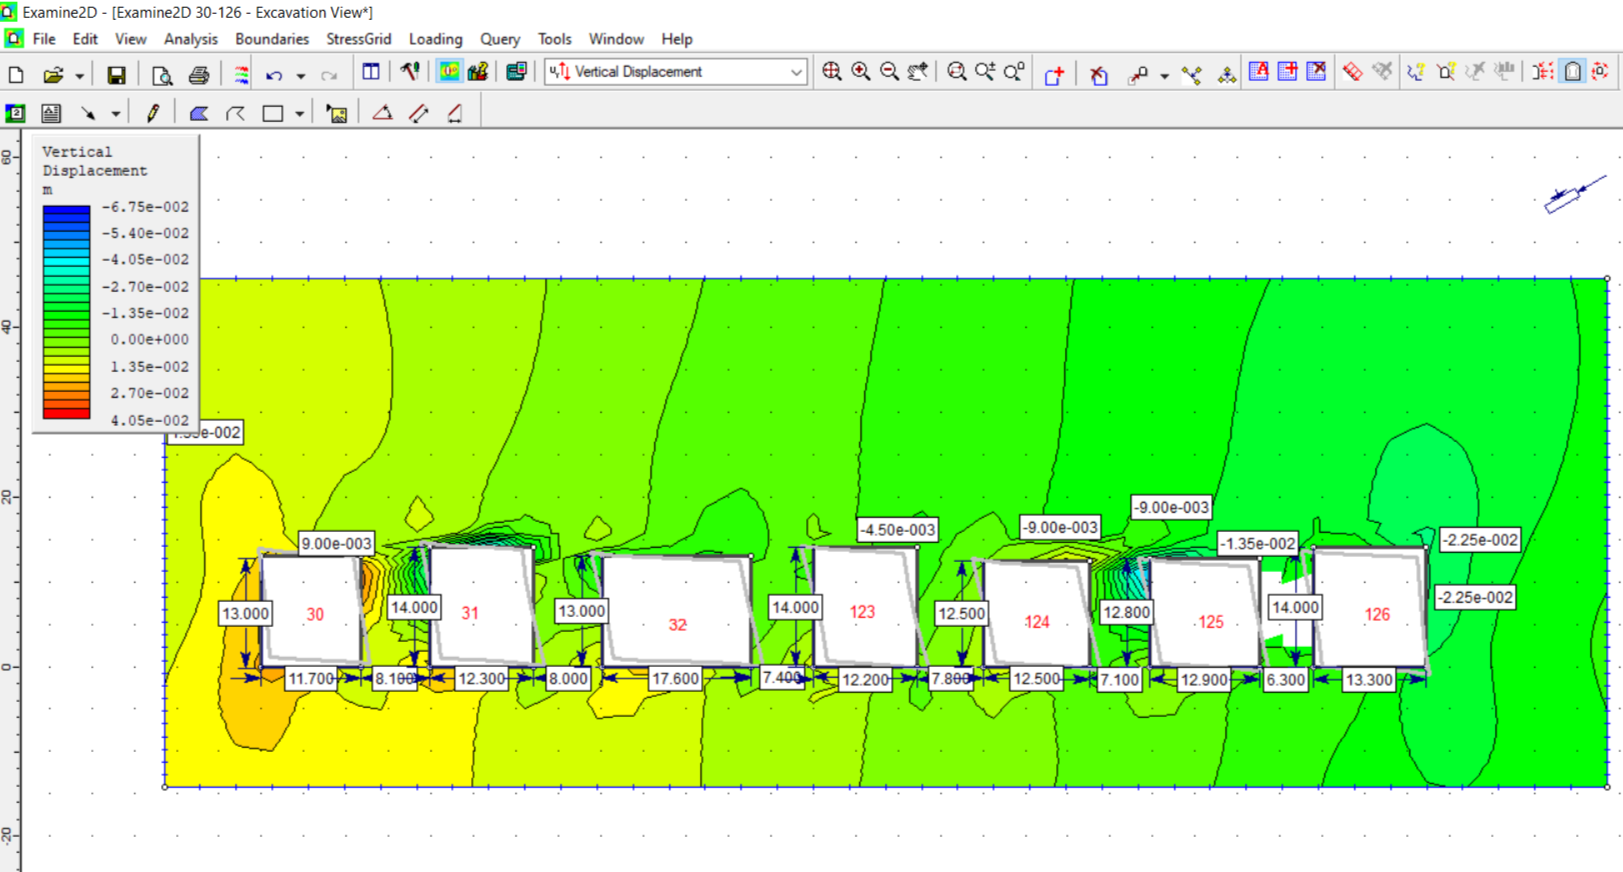 Examine2D - [Examine2D 30-126 - Excavation View*]
File Edit View Analysis Boundaries StressGrid Loading Query Tools Window Help
Vertical Displacement
Vertical
Displacement
m
-6.75e-002
-5.40e-002
-4.05e-002
-2.70e-002
-1.35e-002
0.00e+000
1.35e-002
2.70e-002
4.05e-002
60
40
20
0
-20
e-002
9.00e-003
-4.50e-003
-9.00e-003
-9.00e-003
-1.35e-002
-2.25e-002
-2.25e-002
13.000
30
14.000
31
13.000
32
14.000
123
12.500
124
12.800
125
14.000
126
11.700
8.100
12.300
8.000
17.600
7.400
12.200
7.800
12.500
7.100
12.900
6.300
13.300